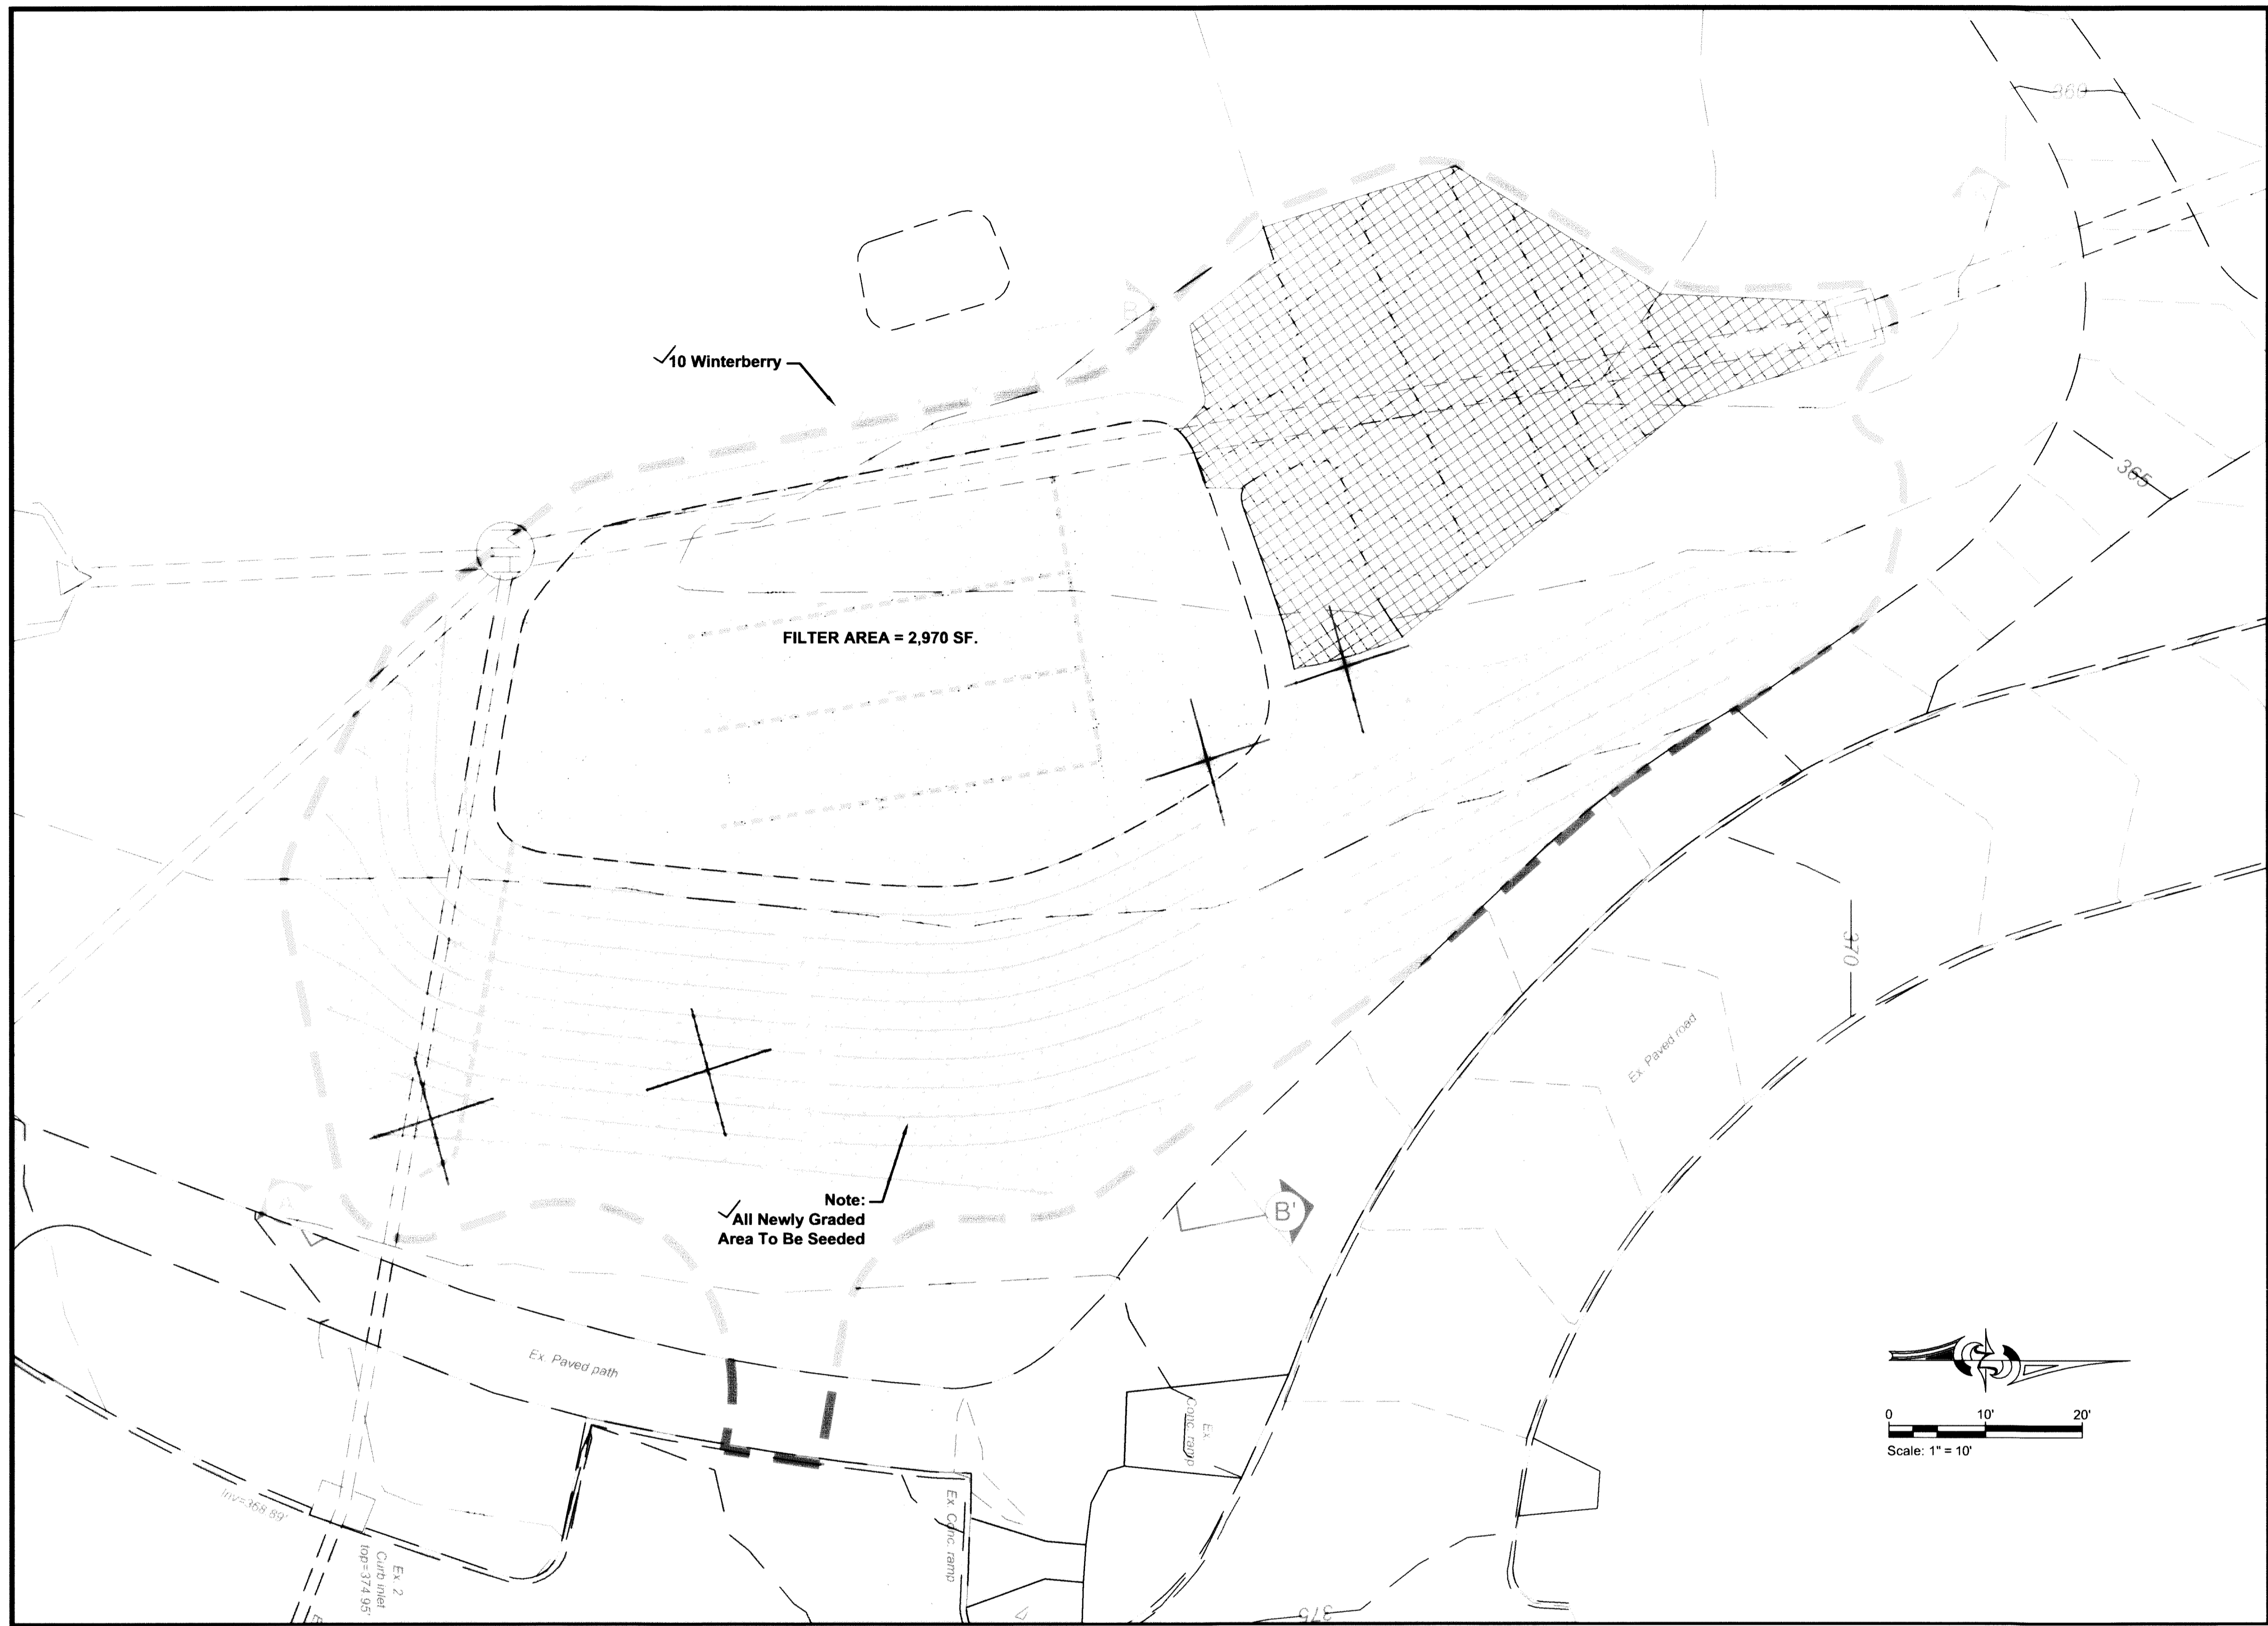 360
B
✓10 Winterberry
365
FILTER AREA = 2,970 SF.
370
Ex. Paved road
Note:
✓All Newly Graded
Area To Be Seeded
A
B'
Ex. Paved path
Ex.
Conc. ramp
0 10' 20'
Scale: 1" = 10'
Inv=368.89'
Ex. Conc. ramp
Ex. 2
Curb inlet
top=374.95'
375